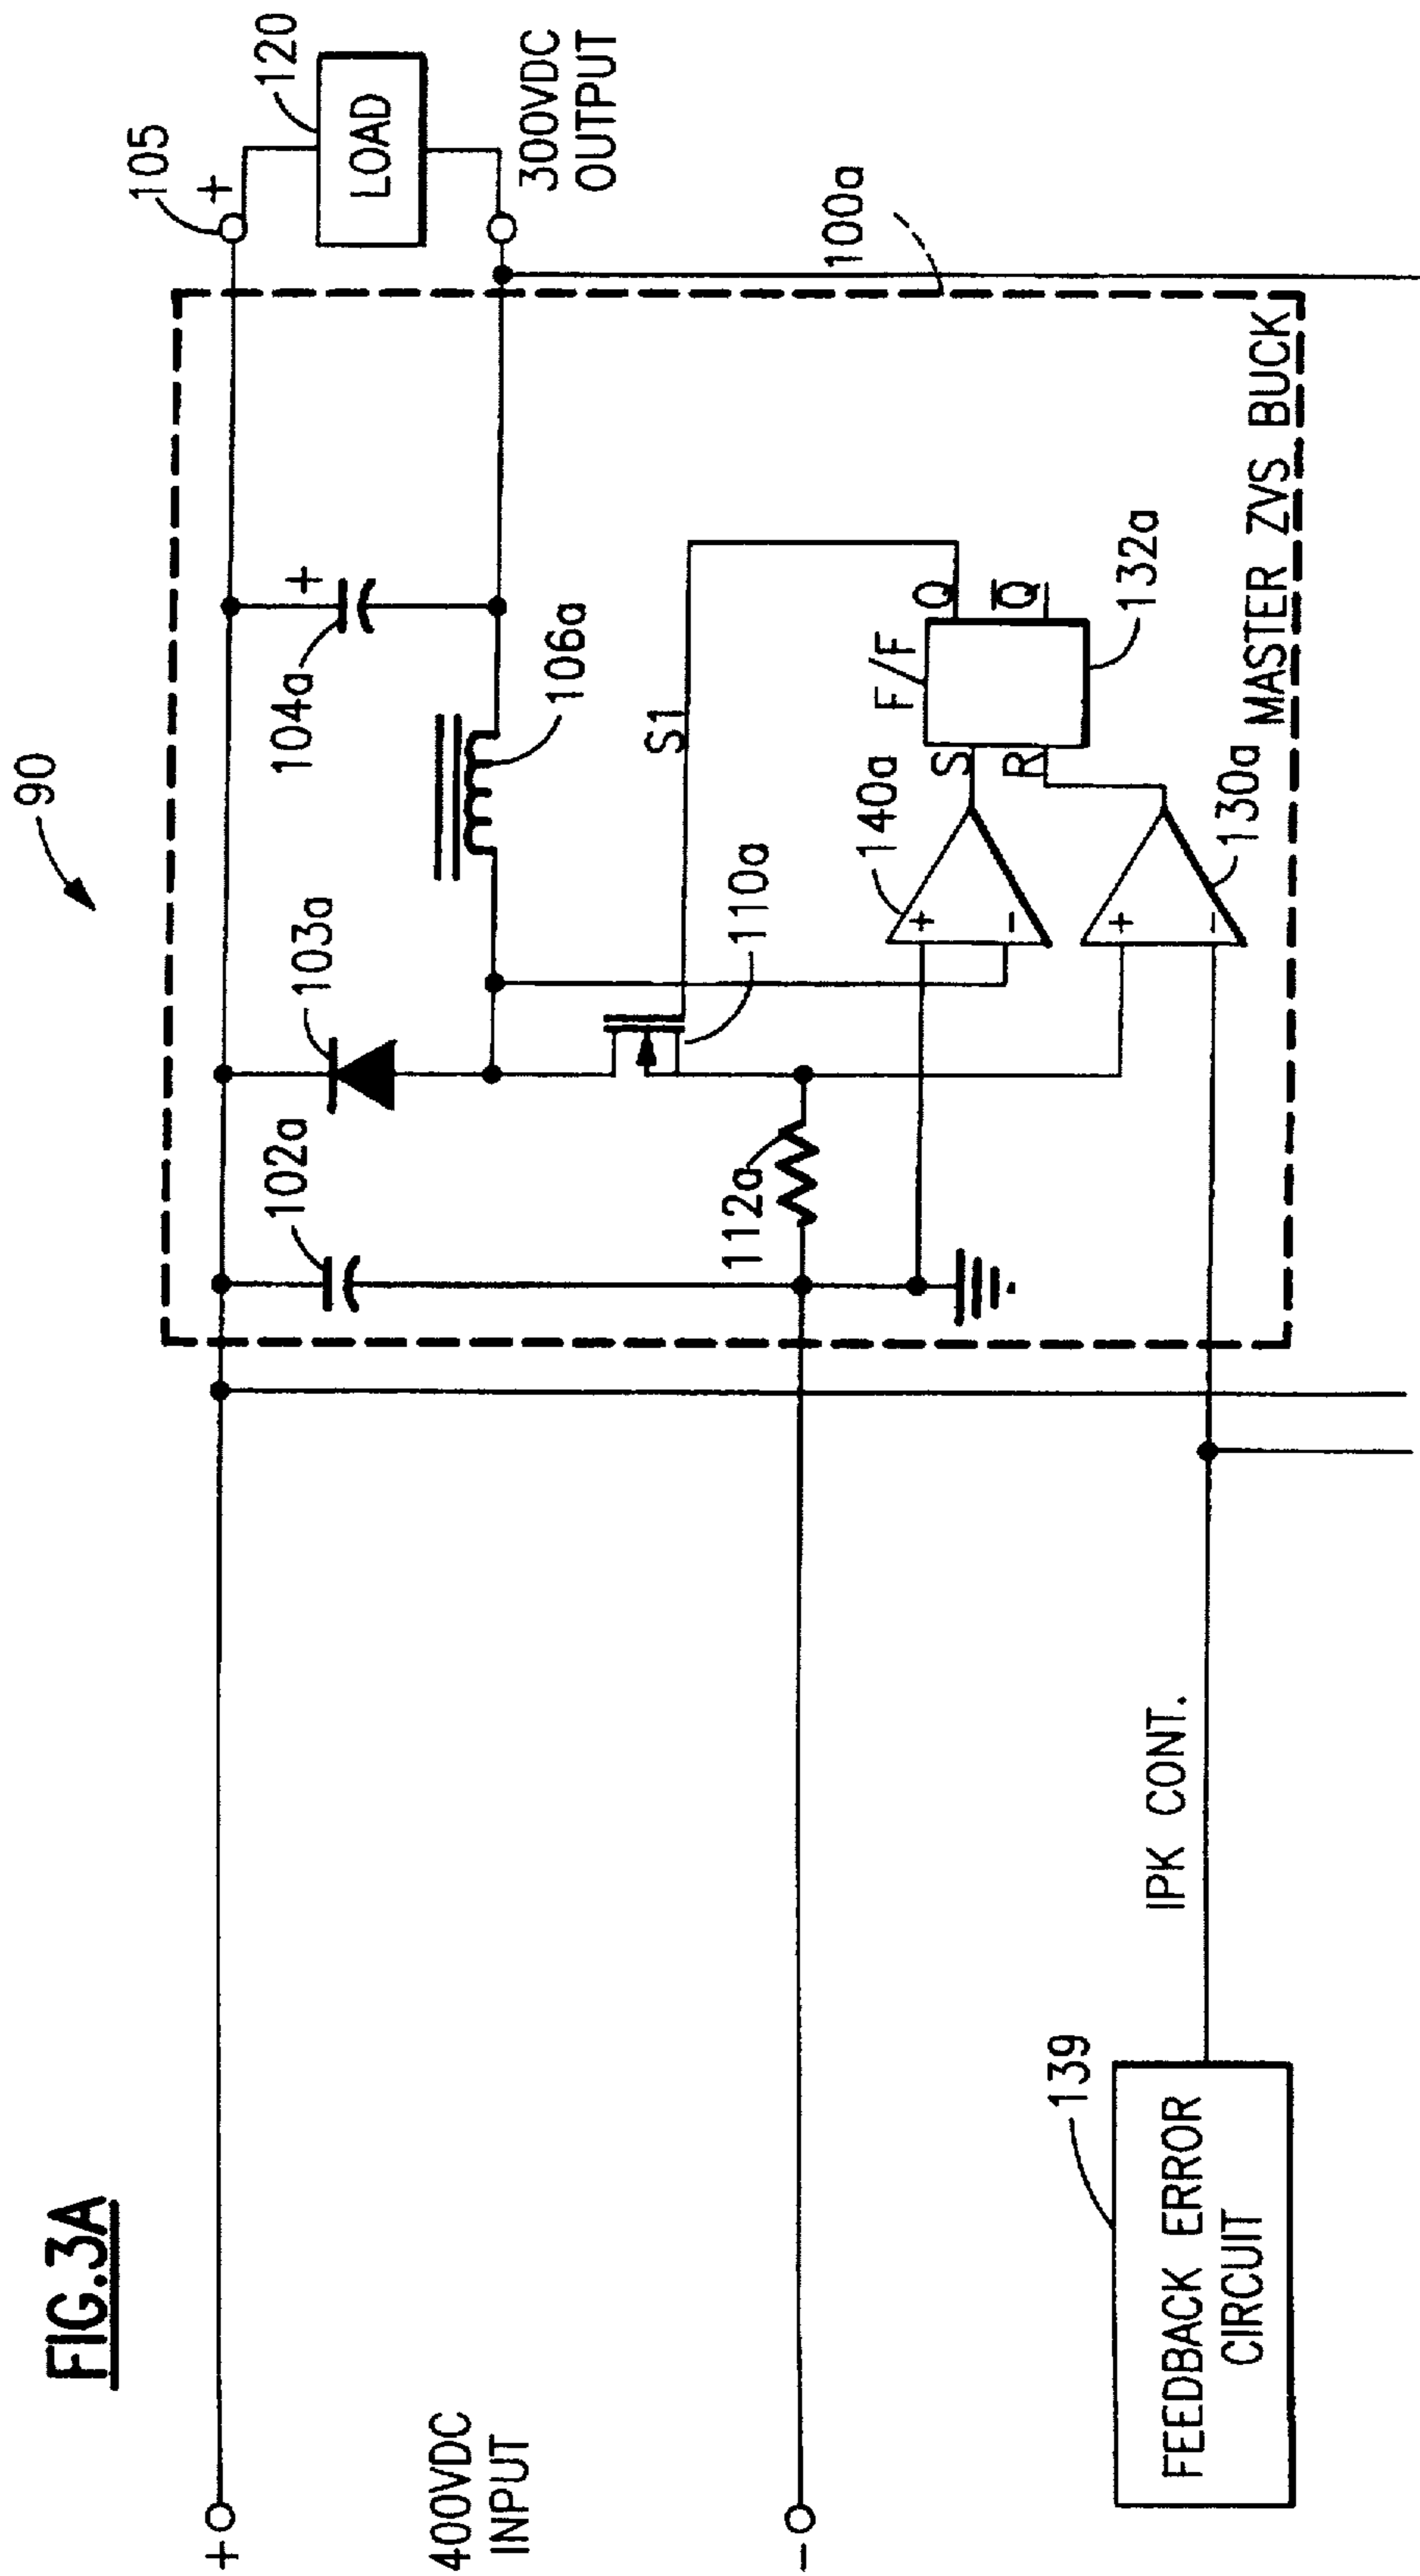 FIG.3A
90
105
+
120
LOAD
300VDC
OUTPUT
100a
104a
+
106a
103a
102a
S1
F/F
Q
Q̅
S
R
132a
140a
+
-
110a
112a
130a
+
-
MASTER ZVS BUCK
+
400VDC
INPUT
-
IPK CONT.
139
FEEDBACK ERROR
CIRCUIT